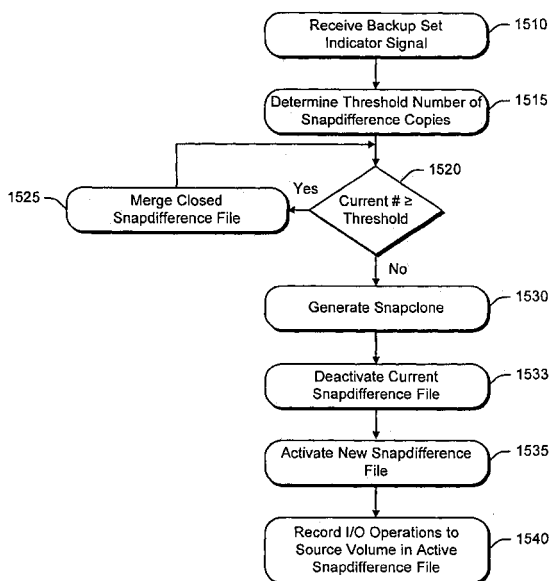 Receive Backup Set
Indicator Signal
1510
Determine Threshold Number of
Snapdifference Copies
1515
1520
Current # ≥
Threshold
Yes
1525
Merge Closed
Snapdifference File
No
Generate Snapclone
1530
Deactivate Current
Snapdifference File
1533
Activate New Snapdifference
File
1535
Record I/O Operations to
Source Volume in Active
Snapdifference File
1540